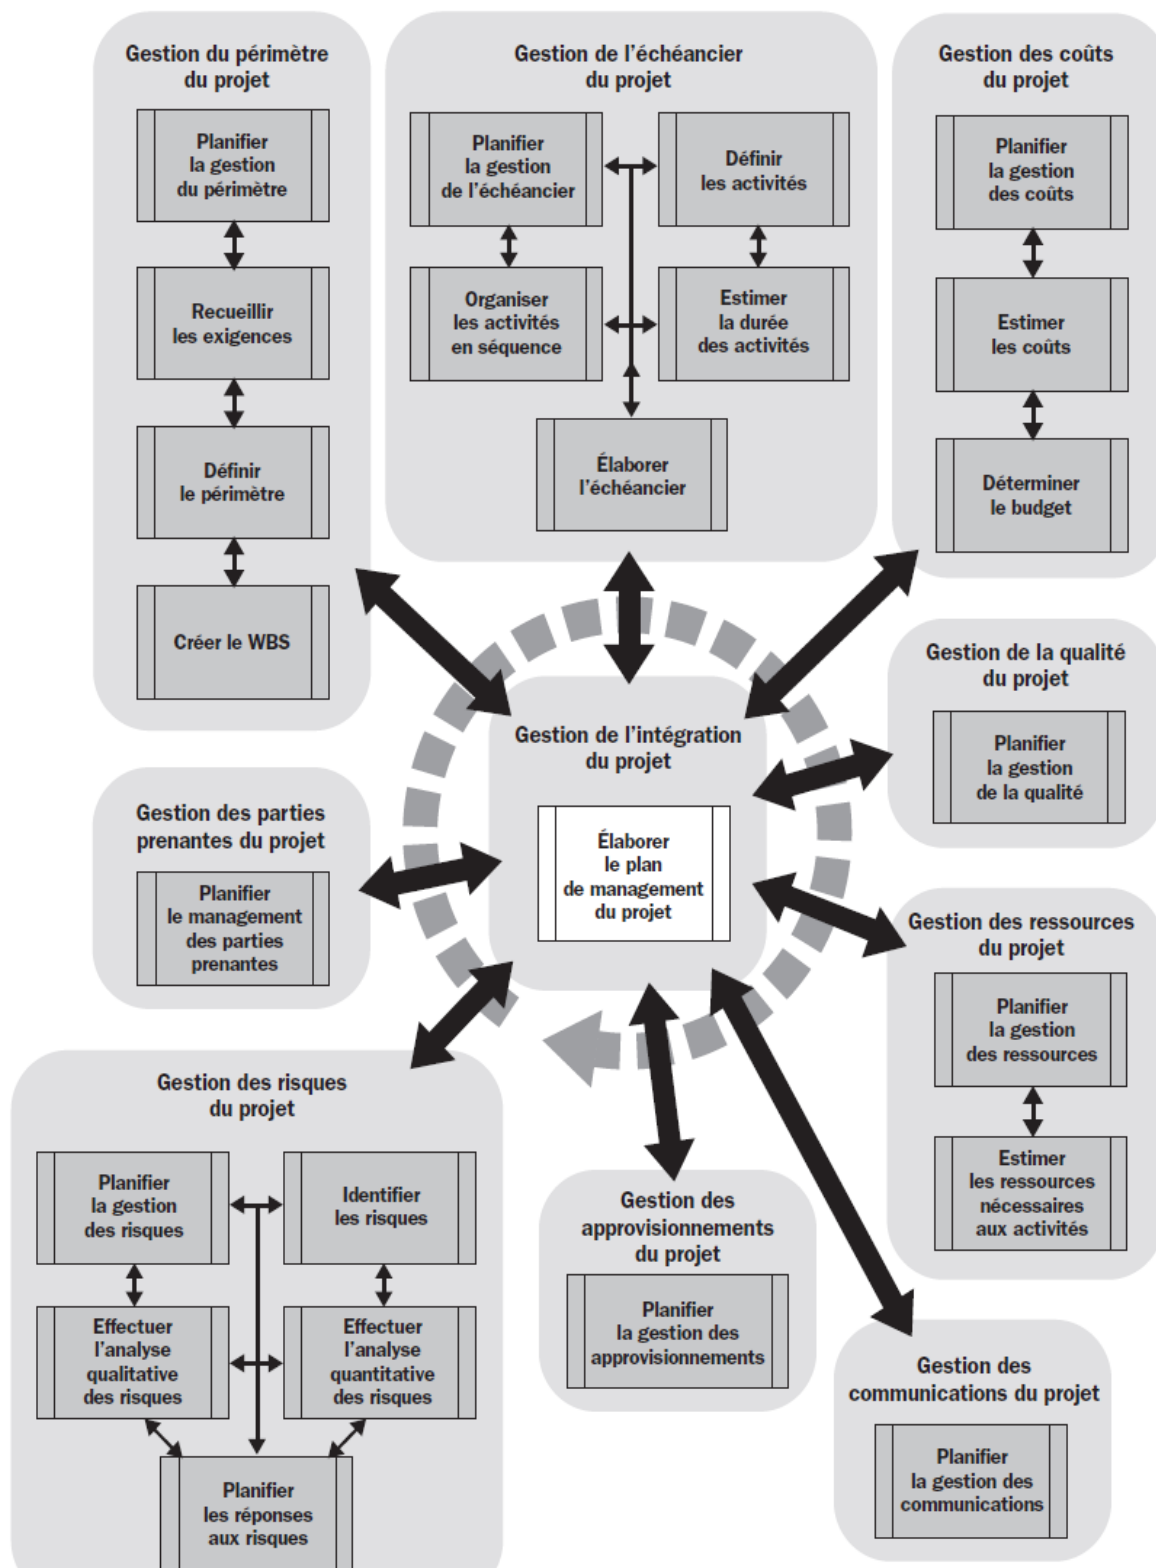 Gestion du périmètre
du projet
Planifier
la gestion
du périmètre
Recueillir
les exigences
Définir
le périmètre
Créer le WBS
Gestion de l'échéancier
du projet
Planifier
la gestion
de l'échéancier
Définir
les activités
Organiser
les activités
en séquence
Estimer
la durée
des activités
Élaborer
l'échéancier
Gestion des coûts
du projet
Planifier
la gestion
des coûts
Estimer
les coûts
Déterminer
le budget
Gestion de l'intégration
du projet
Élaborer
le plan
de management
du projet
Gestion de la qualité
du projet
Planifier
la gestion
de la qualité
Gestion des parties
prenantes du projet
Planifier
le management
des parties
prenantes
Gestion des ressources
du projet
Planifier
la gestion
des ressources
Estimer
les ressources
nécessaires
aux activités
Gestion des risques
du projet
Planifier
la gestion
des risques
Identifier
les risques
Effectuer
l'analyse
qualitative
des risques
Effectuer
l'analyse
quantitative
des risques
Planifier
les réponses
aux risques
Gestion des
approvisionnements
du projet
Planifier
la gestion des
approvisionnements
Gestion des
communications du projet
Planifier
la gestion des
communications